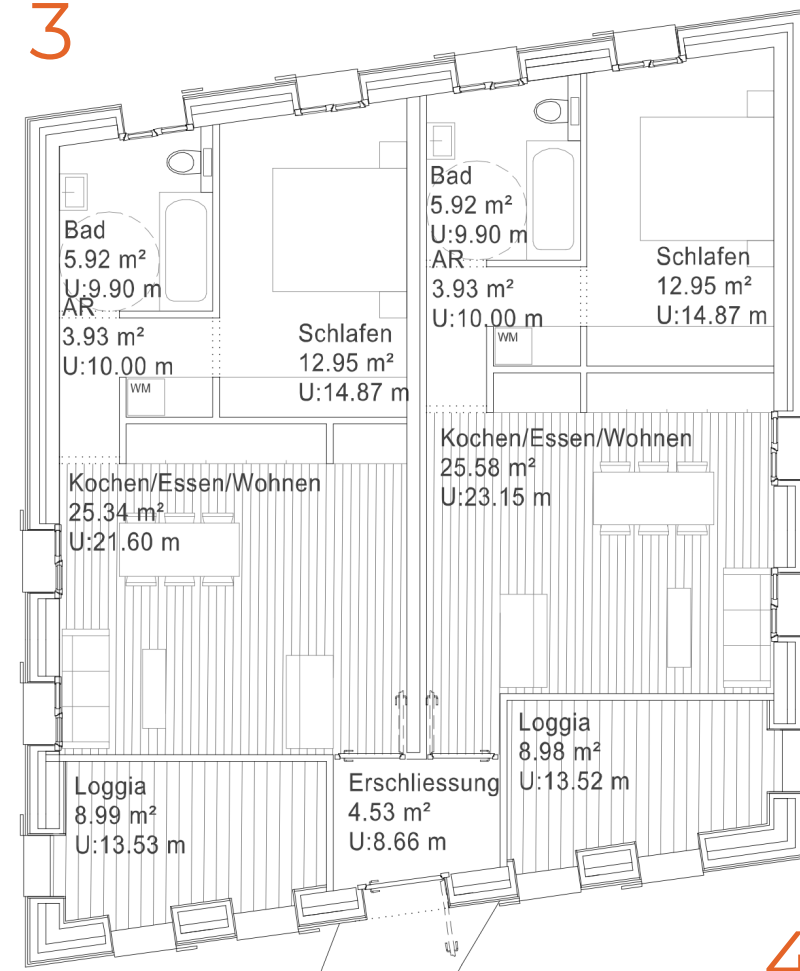 3
Bad
5.92 m²
U:9.90 m
AR
3.93 m²
U:10.00 m
WM
Schlafen
12.95 m²
U:14.87 m
Kochen/Essen/Wohnen
25.34 m²
U:21.60 m
Loggia
8.99 m²
U:13.53 m
Bad
5.92 m²
U:9.90 m
AR
3.93 m²
U:10.00 m
WM
Schlafen
12.95 m²
U:14.87 m
Kochen/Essen/Wohnen
25.58 m²
U:23.15 m
Loggia
8.98 m²
U:13.52 m
Erschliessung
4.53 m²
U:8.66 m
4